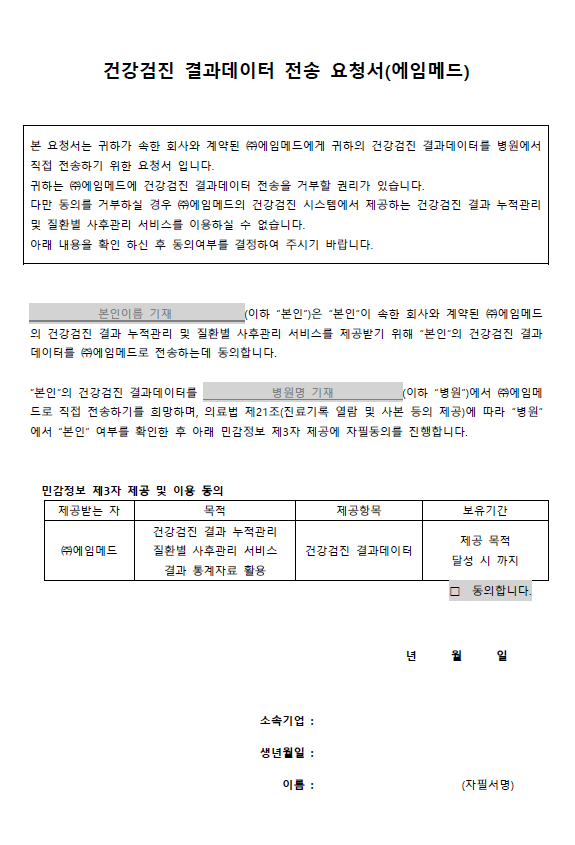 건강검진 결과데이터 전송 요청서(에임메드)
본 요청서는 귀하가 속한 회사와 계약된 ㈜에임메드에게 귀하의 건강검진 결과데이터를 병원에서
직접 전송하기 위한 요청서 입니다.
귀하는 ㈜에임메드에 건강검진 결과데이터 전송을 거부할 권리가 있습니다.
다만 동의를 거부하실 경우 ㈜에임메드의 건강검진 시스템에서 제공하는 건강검진 결과 누적관리
및 질환별 사후관리 서비스를 이용하실 수 없습니다.
아래 내용을 확인 하신 후 동의여부를 결정하여 주시기 바랍니다.
본인이름 기재 (이하 “본인”)은 “본인”이 속한 회사와 계약된 ㈜에임메드
의 건강검진 결과 누적관리 및 질환별 사후관리 서비스를 제공받기 위해 “본인”의 건강검진 결과
데이터를 ㈜에임메드로 전송하는데 동의합니다.
“본인”의 건강검진 결과데이터를 병원명 기재 (이하 “병원”)에서 ㈜에임메
드로 직접 전송하기를 희망하며, 의료법 제21조(진료기록 열람 및 사본 등의 제공)에 따라 “병원”
에서 “본인” 여부를 확인한 후 아래 민감정보 제3자 제공에 자필동의를 진행합니다.
민감정보 제3자 제공 및 이용 동의
제공받는 자 목적 제공항목 보유기간
㈜에임메드
건강검진 결과 누적관리
질환별 사후관리 서비스
결과 통계자료 활용
건강검진 결과데이터
제공 목적
달성 시 까지
□ 동의합니다.
년 월 일
소속기업 :
생년월일 :
이름 : (자필서명)